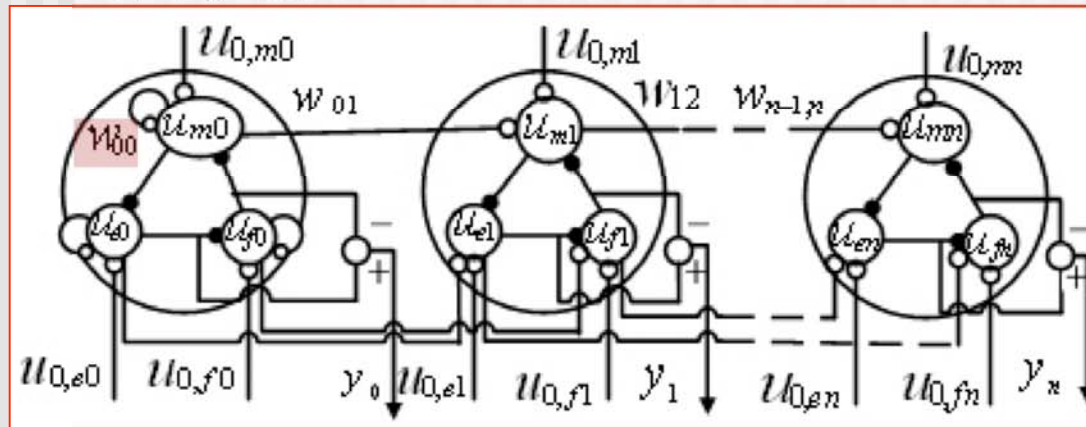 u0,m0 u0,m1 u0,mn
w01 w12 wn-1,n
um0 um1 umn
w00
ue0 uf0 ue1 uf1 uen ufn
− − −
+ + +
u0,e0 u0,f0 y0 u0,e1 u0,f1 y1 u0,en u0,fn yn